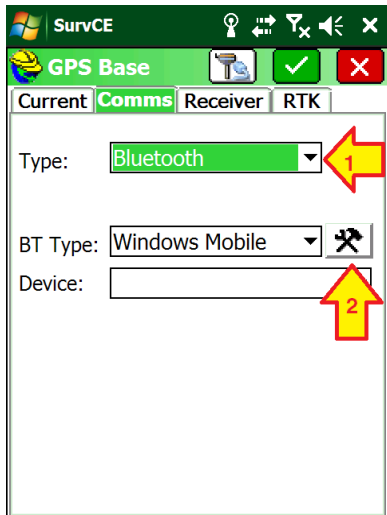 SurvCE
GPS Base
Current Comms Receiver RTK
Type: Bluetooth 1
BT Type: Windows Mobile
Device:
2